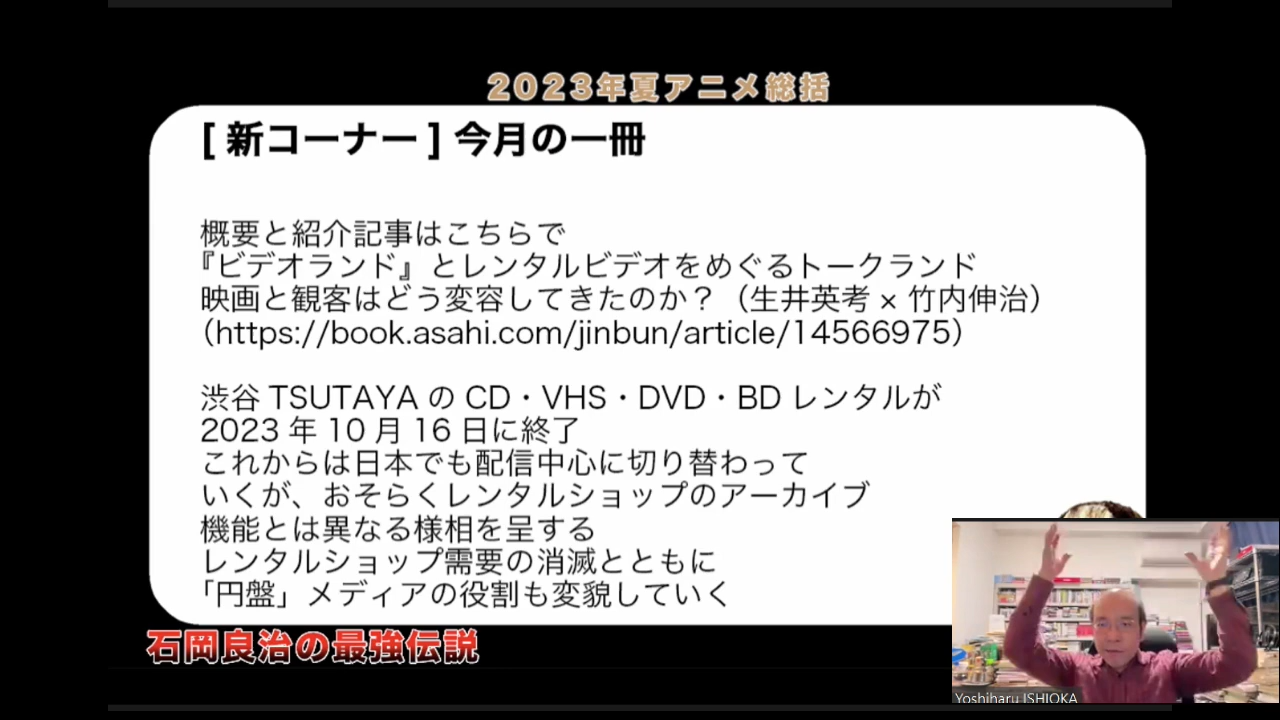 2023年夏アニメ総括
[ 新コーナー ] 今月の一冊
概要と紹介記事はこちらで
『ビデオランド』とレンタルビデオをめぐるトークランド
映画と観客はどう変容してきたのか？（生井英考 × 竹内伸治）
（https://book.asahi.com/jinbun/article/14566975）
渋谷 TSUTAYA の CD・VHS・DVD・BD レンタルが
2023 年 10 月 16 日に終了
これからは日本でも配信中心に切り替わって
いくが、おそらくレンタルショップのアーカイブ
機能とは異なる様相を呈する
レンタルショップ需要の消滅とともに
「円盤」メディアの役割も変貌していく
石岡良治の最強伝説
Yoshiharu ISHIOKA